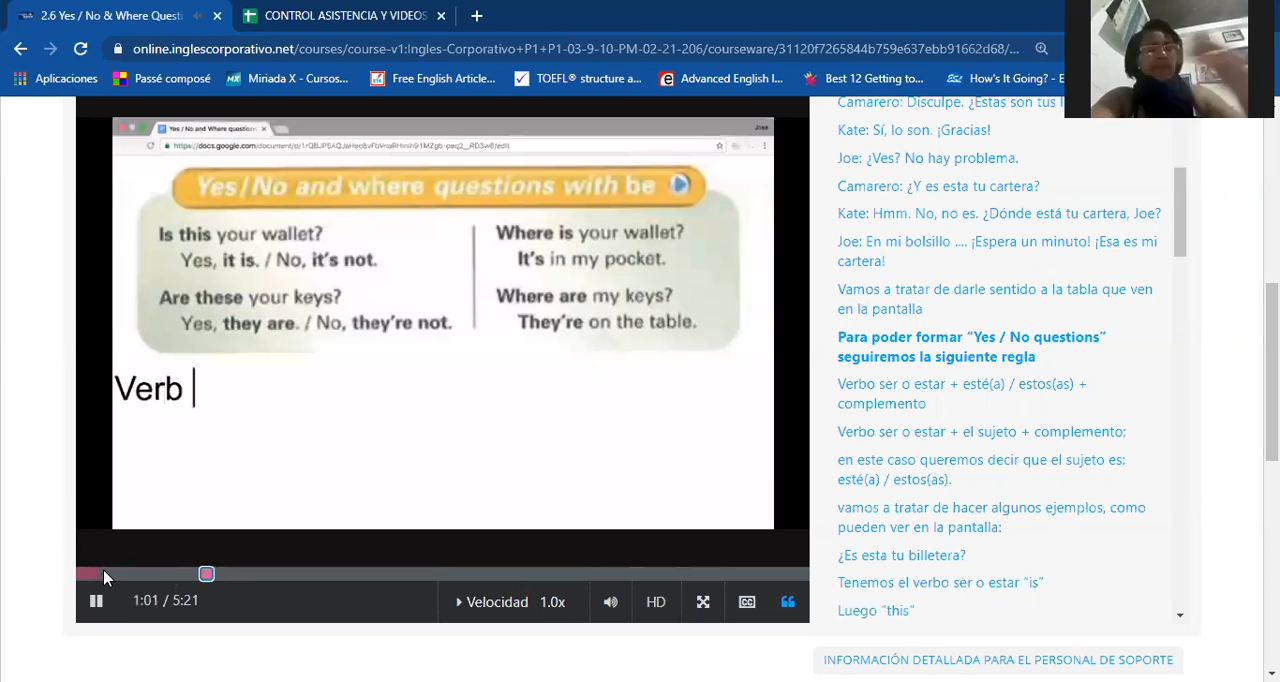 2.6 Yes / No & Where Questi
CONTROL ASISTENCIA Y VIDEOS
online.inglescorporativo.net/courses/course-v1:Ingles-Corporativo+P1+P1-03-9-10-PM-02-21-206/courseware/31120f7265844b759e637ebb91662d68/...
Aplicaciones
Passé composé
Miriada X - Cursos...
Free English Article...
TOEFL® structure a...
Advanced English I...
Best 12 Getting to...
How's It Going? - E
Yes / No and Where questions
Yes/No and where questions with be
Is this your wallet?
Yes, it is. / No, it's not.
Are these your keys?
Yes, they are. / No, they're not.
Where is your wallet?
It's in my pocket.
Where are my keys?
They're on the table.
Verb
1:01 / 5:21
Velocidad 1.0x
HD
CC
Camarero: Disculpe. ¿Estas son tus l
Kate: Sí, lo son. ¡Gracias!
Joe: ¿Ves? No hay problema.
Camarero: ¿Y es esta tu cartera?
Kate: Hmm. No, no es. ¿Dónde está tu cartera, Joe?
Joe: En mi bolsillo .... ¡Espera un minuto! ¡Esa es mi
cartera!
Vamos a tratar de darle sentido a la tabla que ven
en la pantalla
Para poder formar “Yes / No questions”
seguiremos la siguiente regla
Verbo ser o estar + esté(a) / estos(as) +
complemento
Verbo ser o estar + el sujeto + complemento;
en este caso queremos decir que el sujeto es:
esté(a) / estos(as).
vamos a tratar de hacer algunos ejemplos, como
pueden ver en la pantalla:
¿Es esta tu billetera?
Tenemos el verbo ser o estar “is”
Luego “this”
INFORMACIÓN DETALLADA PARA EL PERSONAL DE SOPORTE